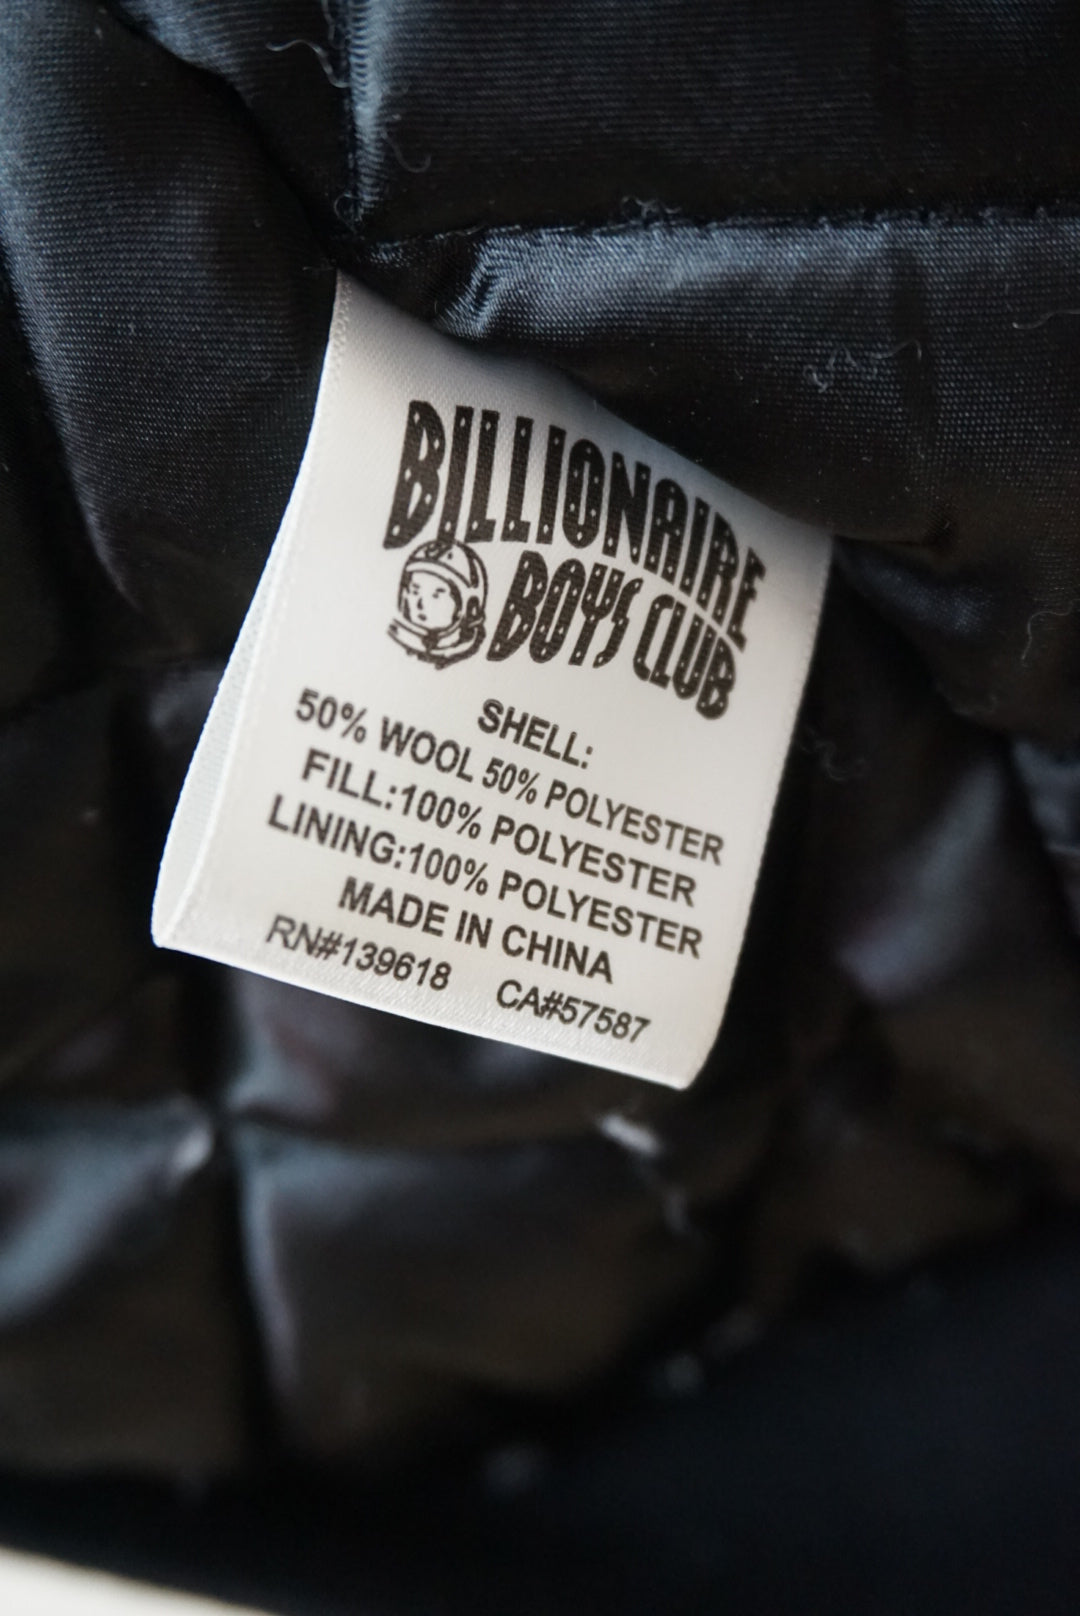 BILLIONAIRE
BOYS CLUB
SHELL:
50% WOOL 50% POLYESTER
FILL:100% POLYESTER
LINING:100% POLYESTER
MADE IN CHINA
RN#139618 CA#57587